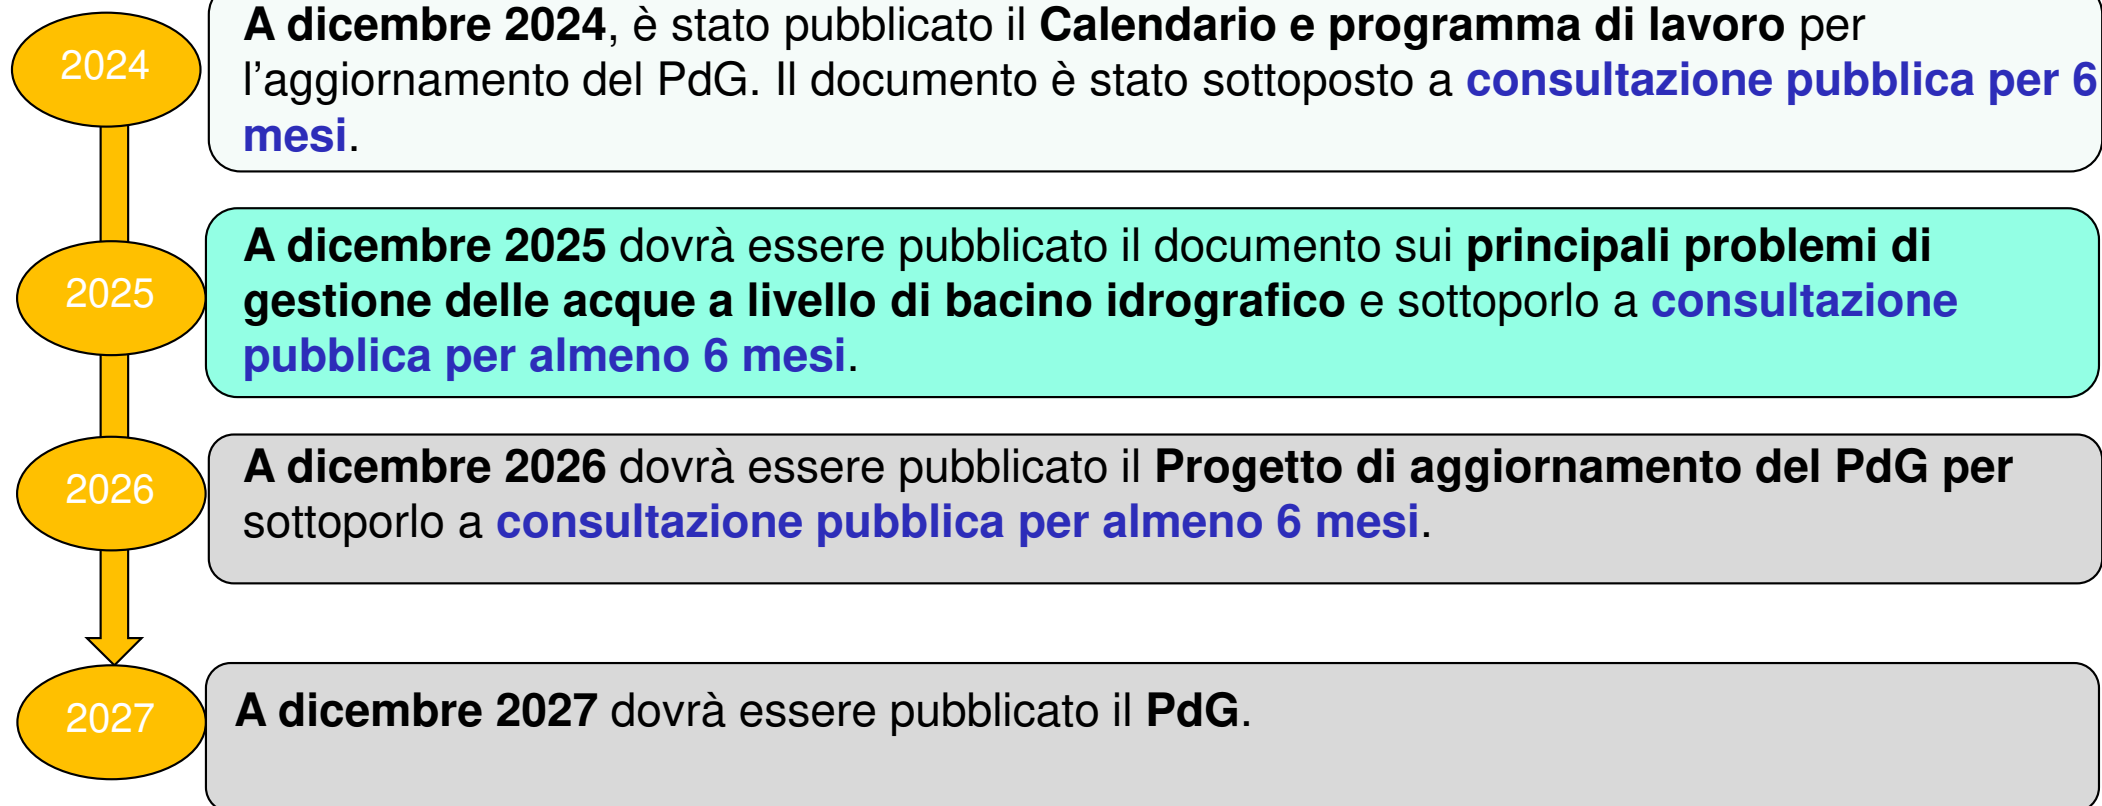 2024
A dicembre 2024, è stato pubblicato il Calendario e programma di lavoro per
l’aggiornamento del PdG. Il documento è stato sottoposto a consultazione pubblica per 6
mesi.
2025
A dicembre 2025 dovrà essere pubblicato il documento sui principali problemi di
gestione delle acque a livello di bacino idrografico e sottoporlo a consultazione
pubblica per almeno 6 mesi.
2026
A dicembre 2026 dovrà essere pubblicato il Progetto di aggiornamento del PdG per
sottoporlo a consultazione pubblica per almeno 6 mesi.
2027
A dicembre 2027 dovrà essere pubblicato il PdG.